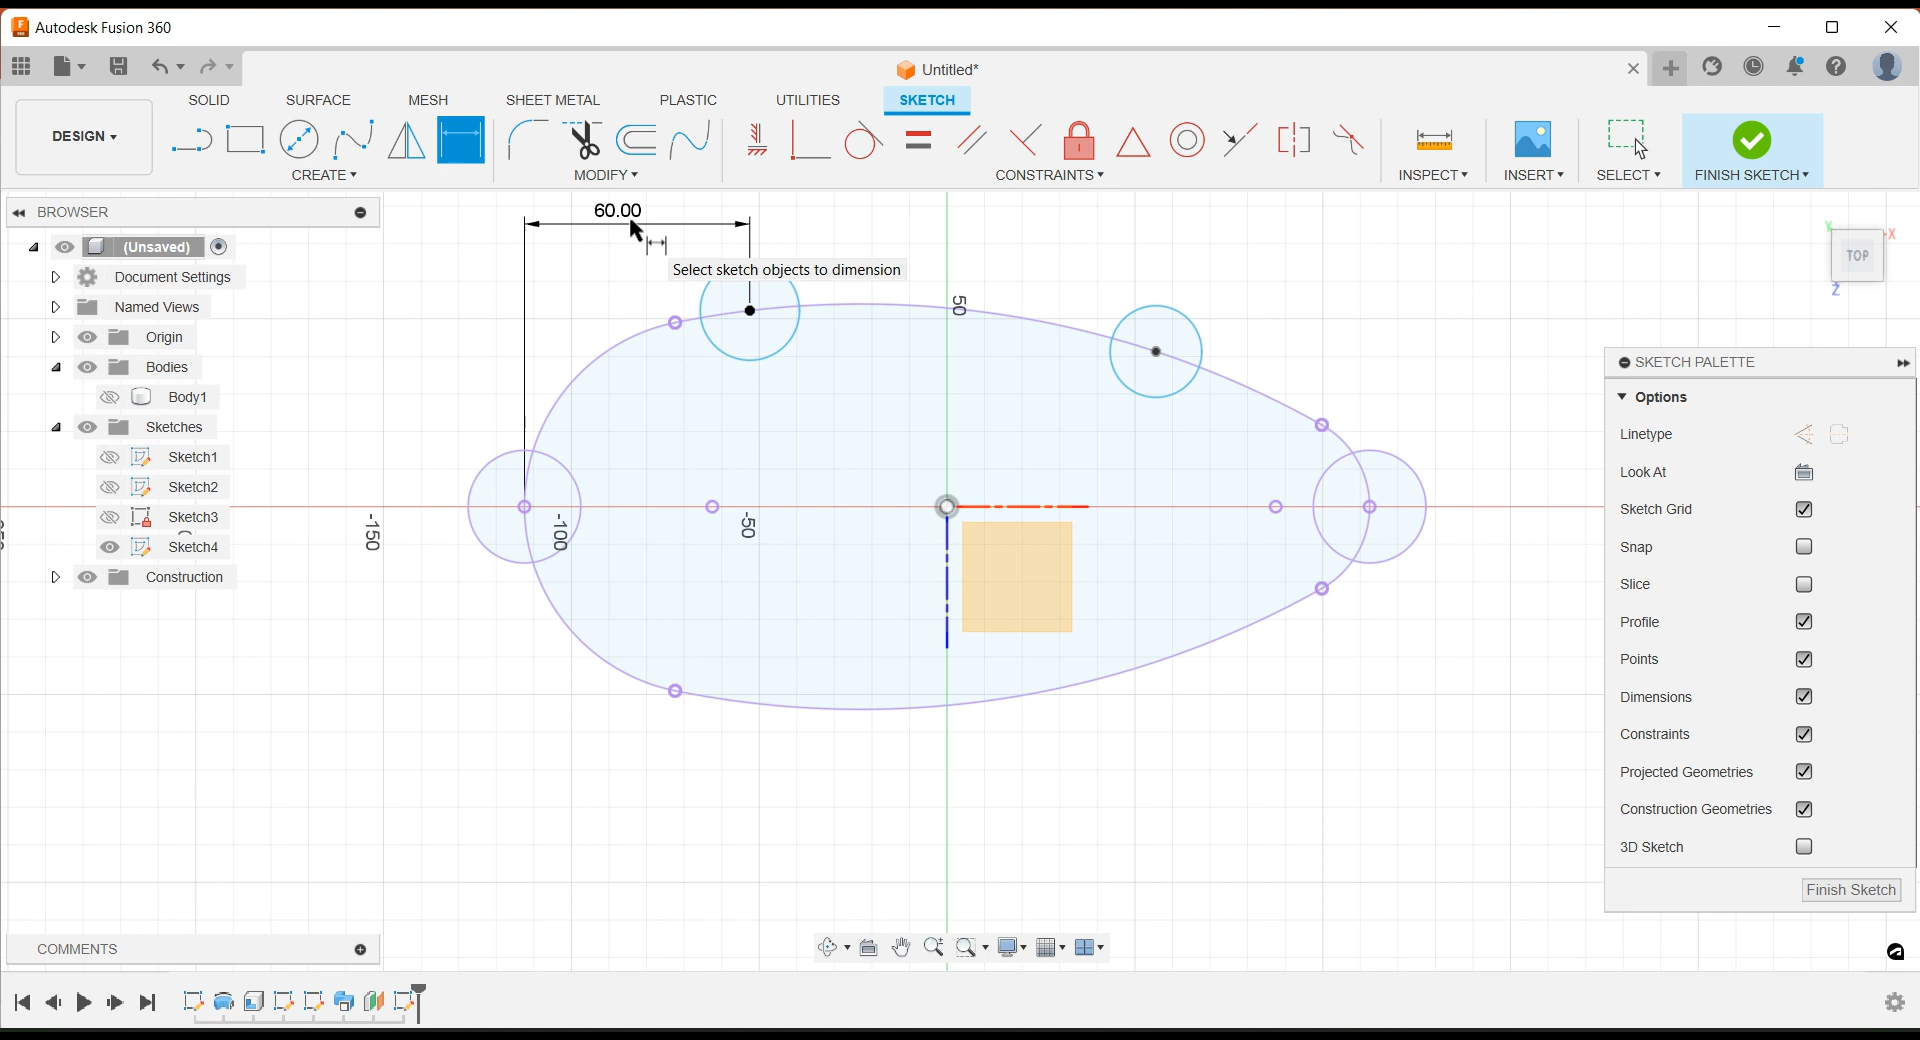 Autodesk Fusion 360
Untitled*
SOLID SURFACE MESH SHEET METAL PLASTIC UTILITIES SKETCH
DESIGN
CREATE MODIFY CONSTRAINTS INSPECT INSERT SELECT FINISH SKETCH
BROWSER
(Unsaved)
Document Settings
Named Views
Origin
Bodies
Body1
Sketches
Sketch1
Sketch2
Sketch3
Sketch4
Construction
60.00
Select sketch objects to dimension
50
-150
-100
-50
TOP
X
Y
Z
SKETCH PALETTE
Options
Linetype
Look At
Sketch Grid
Snap
Slice
Profile
Points
Dimensions
Constraints
Projected Geometries
Construction Geometries
3D Sketch
Finish Sketch
COMMENTS